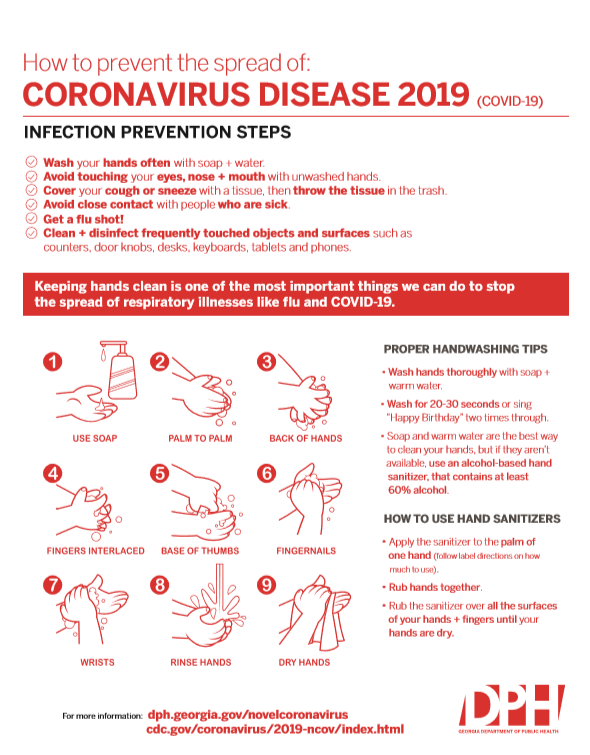 How to prevent the spread of:
CORONAVIRUS DISEASE 2019 (COVID-19)
INFECTION PREVENTION STEPS
Wash your hands often with soap + water.
Avoid touching your eyes, nose + mouth with unwashed hands.
Cover your cough or sneeze with a tissue, then throw the tissue in the trash.
Avoid close contact with people who are sick.
Get a flu shot!
Clean + disinfect frequently touched objects and surfaces such as
counters, door knobs, desks, keyboards, tablets and phones.
Keeping hands clean is one of the most important things we can do to stop
the spread of respiratory illnesses like flu and COVID-19.
1
USE SOAP
2
PALM TO PALM
3
BACK OF HANDS
4
FINGERS INTERLACED
5
BASE OF THUMBS
6
FINGERNAILS
7
WRISTS
8
RINSE HANDS
9
DRY HANDS
PROPER HANDWASHING TIPS
• Wash hands thoroughly with soap +
warm water.
• Wash for 20-30 seconds or sing
"Happy Birthday" two times through.
• Soap and warm water are the best way
to clean your hands, but if they aren't
available, use an alcohol-based hand
sanitizer, that contains at least
60% alcohol.
HOW TO USE HAND SANITIZERS
• Apply the sanitizer to the palm of
one hand (follow label directions on how
much to use).
• Rub hands together.
• Rub the sanitizer over all the surfaces
of your hands + fingers until your
hands are dry.
For more information: dph.georgia.gov/novelcoronavirus
cdc.gov/coronavirus/2019-ncov/index.html
DPH
GEORGIA DEPARTMENT OF PUBLIC HEALTH